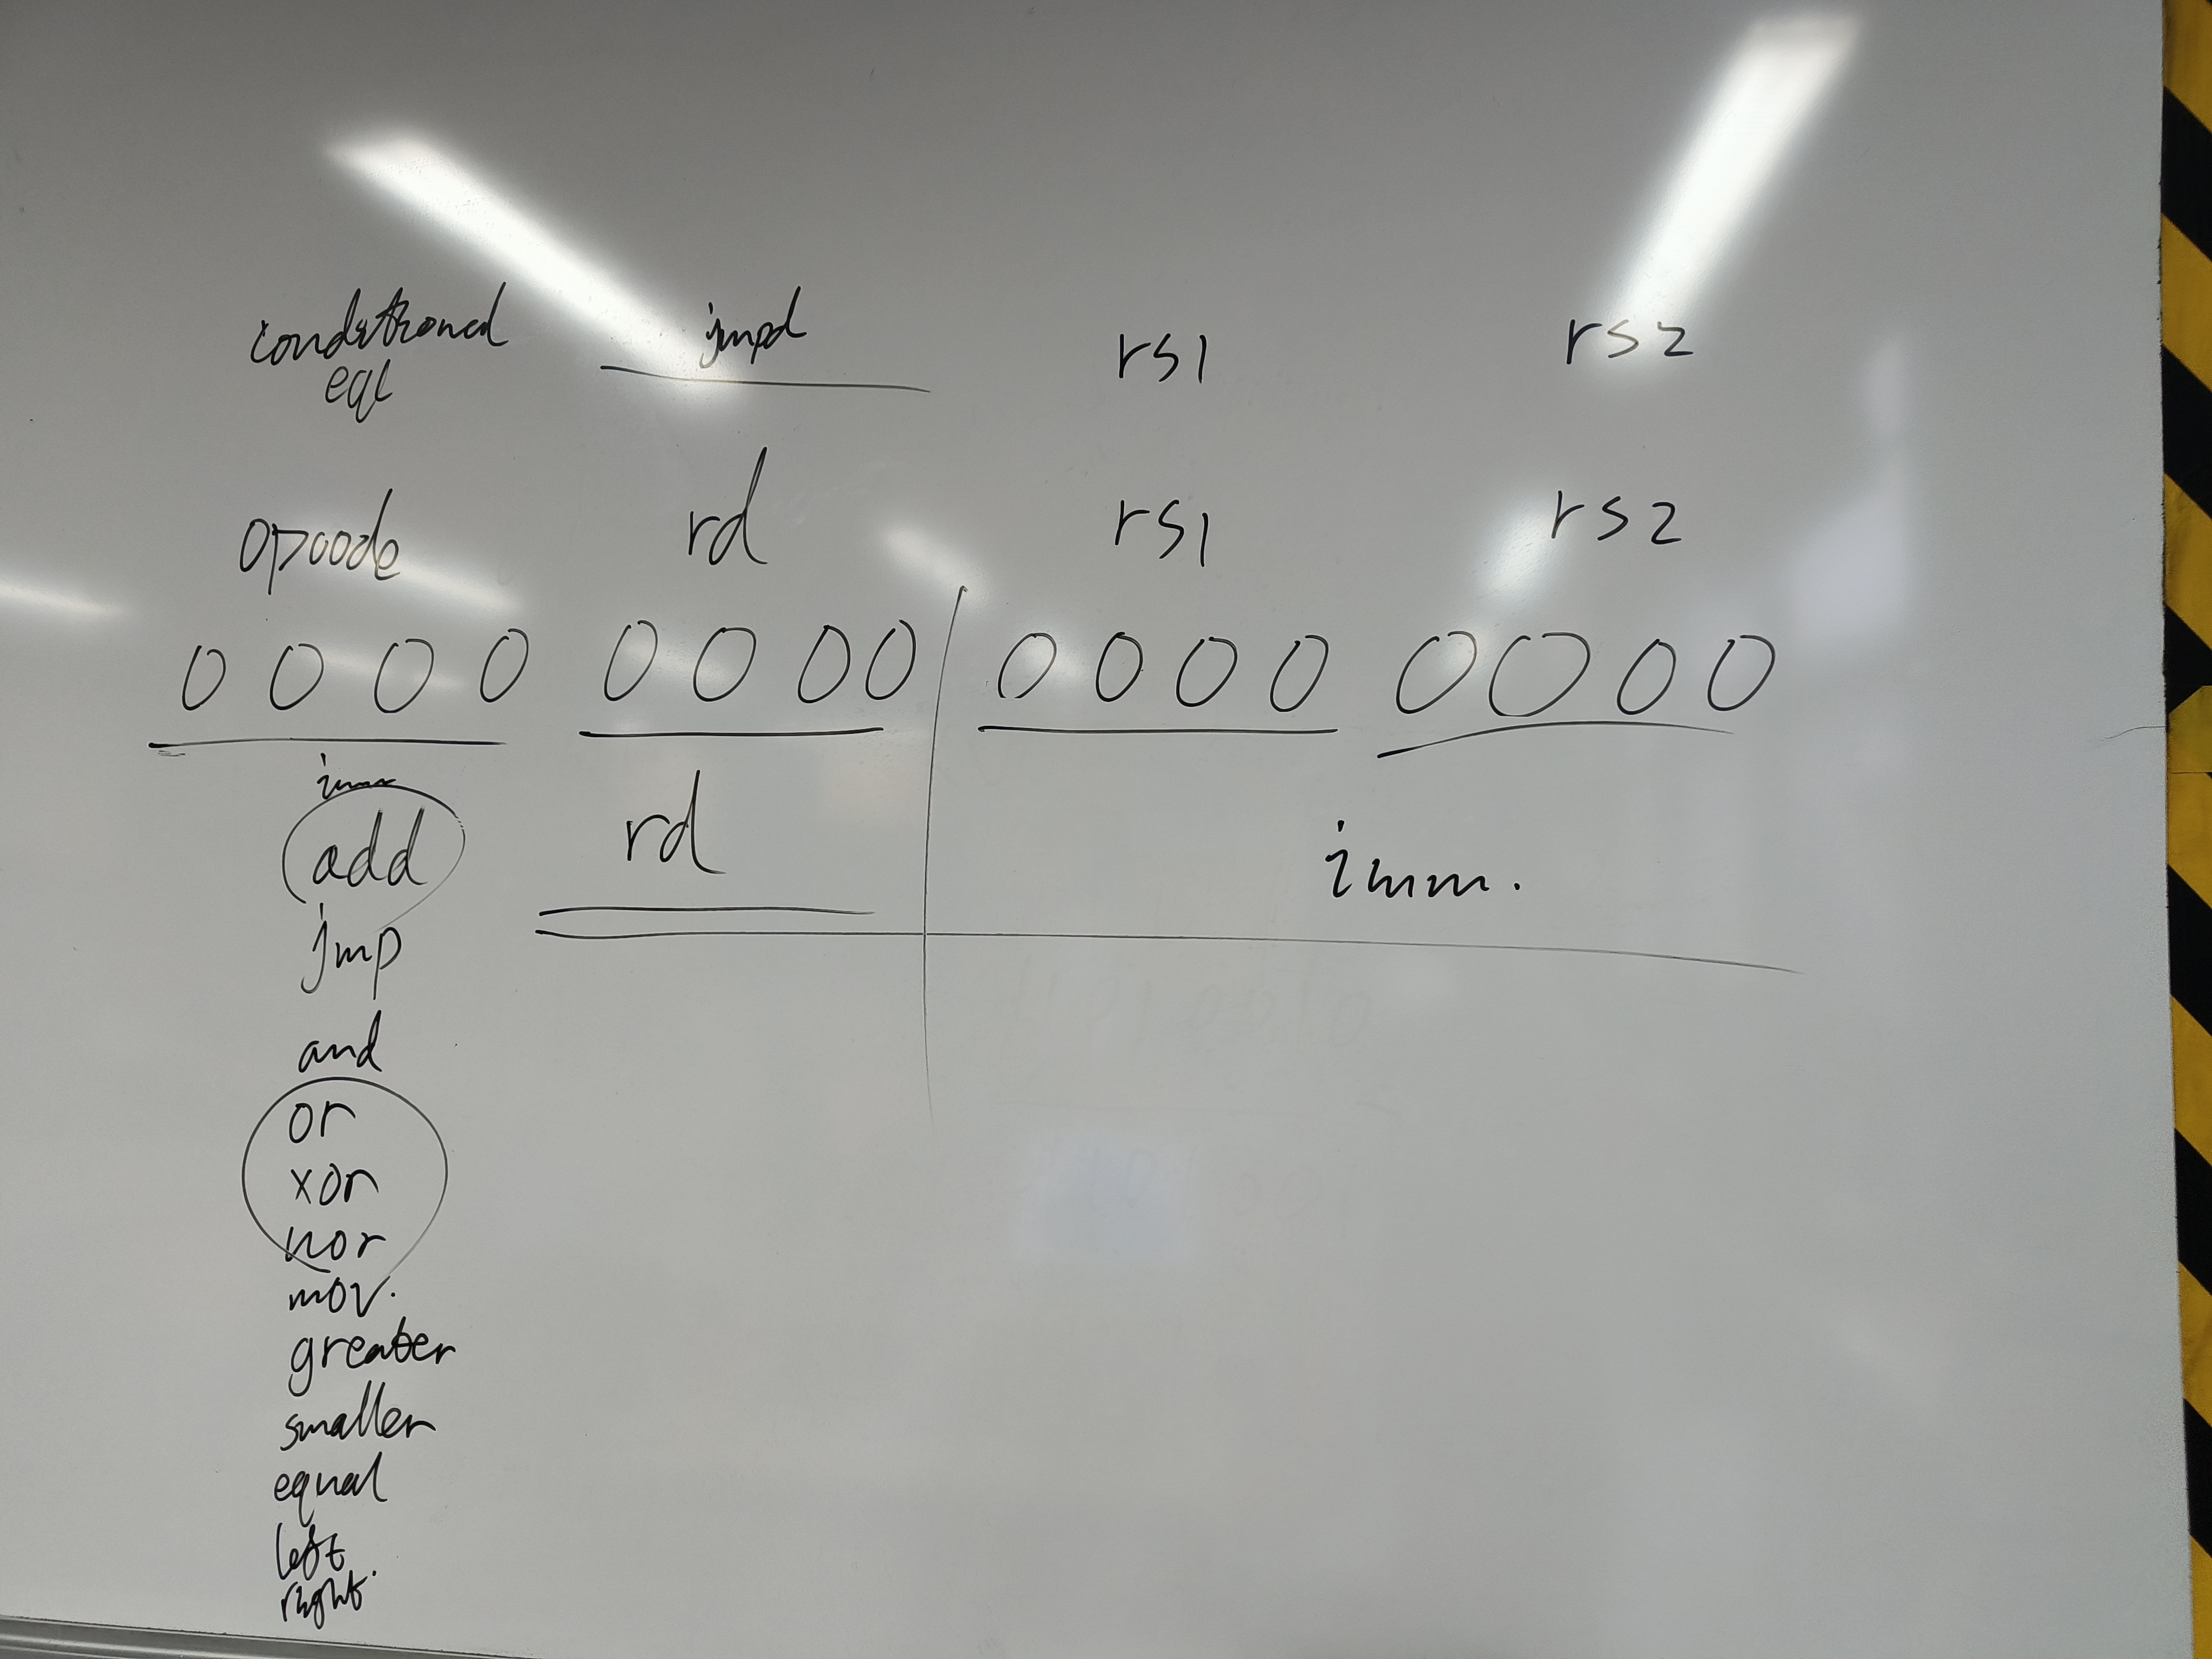 conditional jmpd rs1 rs2
eql
opcode rd rs1 rs2
0 0 0 0 0 0 0 0 0 0 0 0 0 0 0 0
imm
add rd imm.
jmp
and
or
xor
nor
mov.
greater
smaller
equal
left
right.